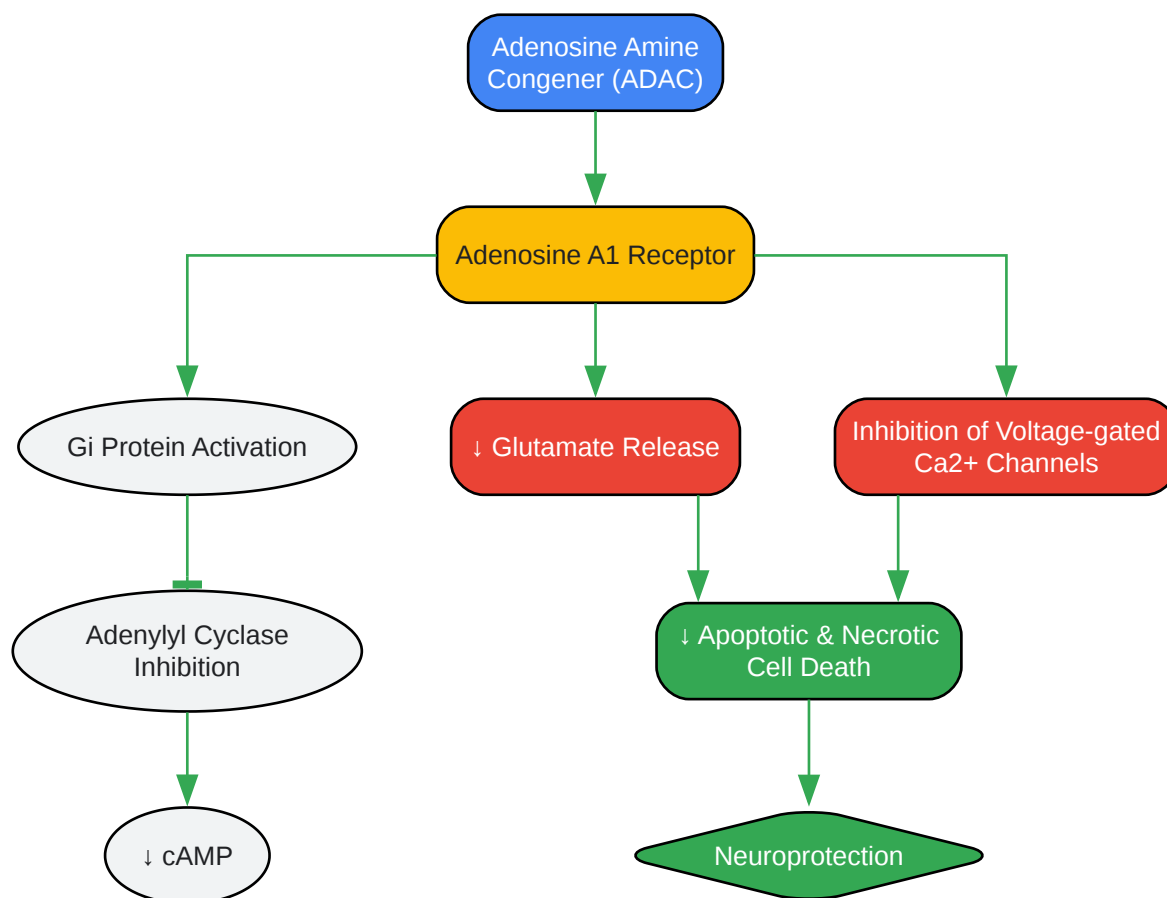 Adenosine Amine
Congener (ADAC)
Adenosine A1 Receptor
Gi Protein Activation
↓ Glutamate Release
Inhibition of Voltage-gated
Ca2+ Channels
Adenylyl Cyclase
Inhibition
↓ Apoptotic & Necrotic
Cell Death
↓ cAMP
Neuroprotection